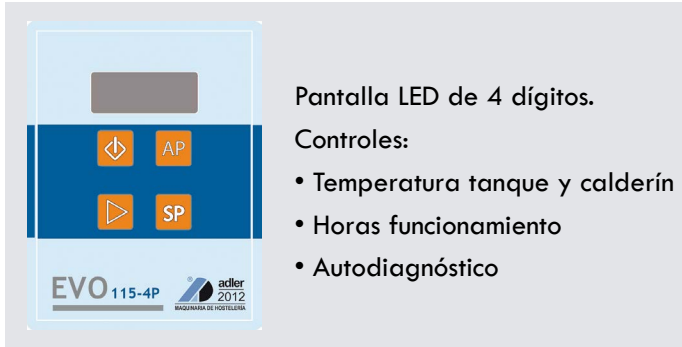 Pantalla LED de 4 dígitos.
Controles:
• Temperatura tanque y calderín
• Horas funcionamiento
• Autodiagnóstico
AP
SP
EVO 115-4P
adler
2012
MAQUINARIA DE HOSTELERÍA